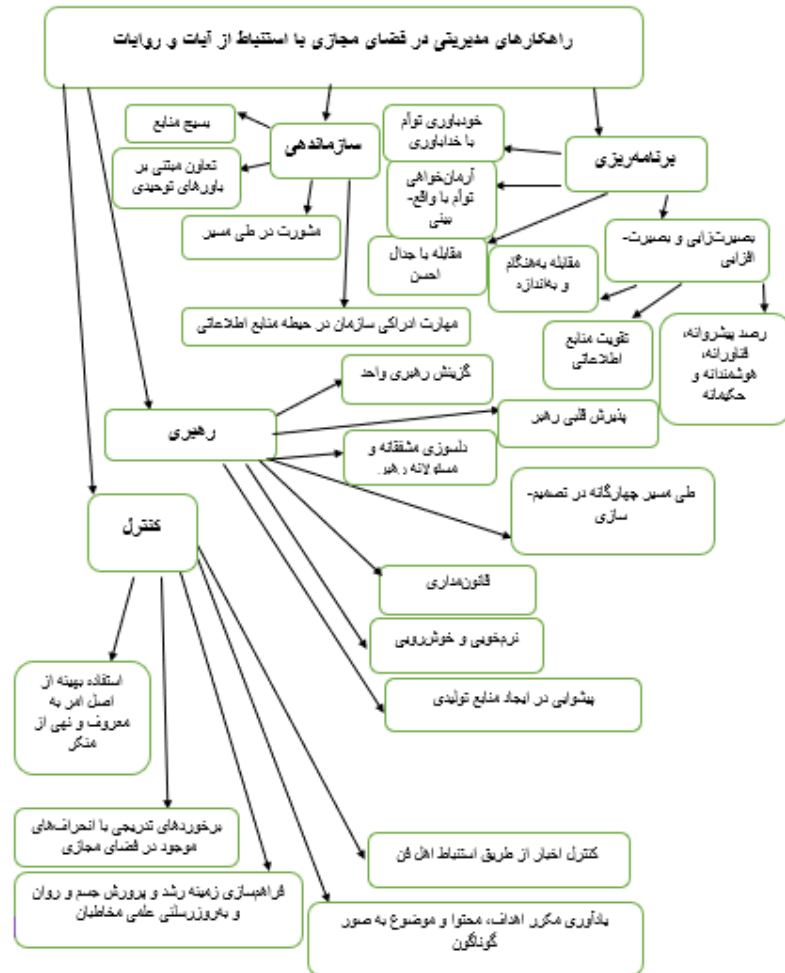 راهکارهای مدیریتی در فضای مجازی با استنباط از آیات و روایات
برنامه‌ریزی
خودباوری توأم
با خداباوری
آرمان‌خواهی
توأم با واقع-
بینی
مقابله با جدال
احسن
بصیرت‌زایی و بصیرت-
افزایی
مقابله به‌هنگام
و به‌اندازه
تقویت منابع
اطلاعاتی
رصد پیشروانه،
فناورانه،
هوشمندانه و
حکیمانه
سازماندهی
بسیج منابع
تعاون مبتنی بر
باورهای توحیدی
مشورت در طی مسیر
مهارت ادراکی سازمان در حیطه منابع اطلاعاتی
رهبری
گزینش رهبری واحد
پذیرش قلبی رهبر
دلسوزی مشفقانه و
مسئولانه رهبر
طی مسیر چهارگانه در تصمیم-
سازی
قانون‌مداری
نرم‌خویی و خوش‌رویی
پیشوایی در ایجاد منابع تولیدی
کنترل
استفاده بهینه از
اصل امر به
معروف و نهی از
منکر
برخوردهای تدریجی با انحراف‌های
موجود در فضای مجازی
فراهم‌سازی زمینه رشد و پرورش جسم و روان
و به‌روزرسانی علمی مخاطبان
کنترل اخبار از طریق استنباط اهل فن
یادآوری مکرر اهداف، محتوا و موضوع به صور
گوناگون